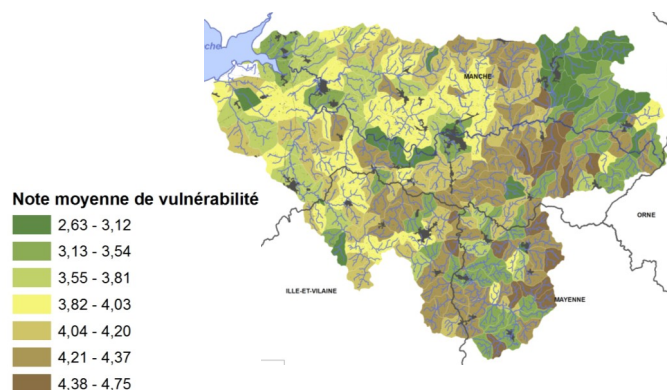 che
MANCHE
Note moyenne de vulnérabilité
2,63 - 3,12
3,13 - 3,54
3,55 - 3,81
3,82 - 4,03
4,04 - 4,20
4,21 - 4,37
4,38 - 4,75
ORNE
ILLE-ET-VILAINE
MAYENNE